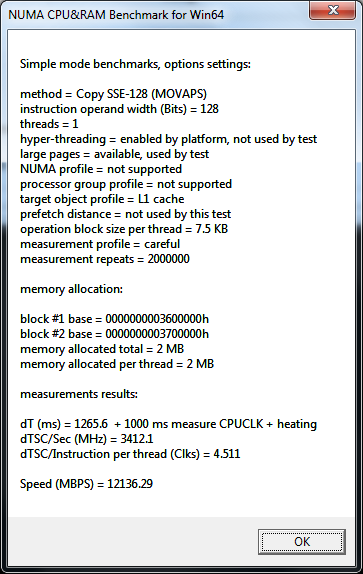 NUMA CPU&RAM Benchmark for Win64
Simple mode benchmarks, options settings:
method = Copy SSE-128 (MOVAPS)
instruction operand width (Bits) = 128
threads = 1
hyper-threading = enabled by platform, not used by test
large pages = available, used by test
NUMA profile = not supported
processor group profile = not supported
target object profile = L1 cache
prefetch distance = not used by this test
operation block size per thread = 7.5 KB
measurement profile = careful
measurement repeats = 2000000
memory allocation:
block #1 base = 0000000003600000h
block #2 base = 0000000003700000h
memory allocated total = 2 MB
memory allocated per thread = 2 MB
measurements results:
dT (ms) = 1265.6  + 1000 ms measure CPUCLK + heating
dTSC/Sec (MHz) = 3412.1
dTSC/Instruction per thread (Clks) = 4.511
Speed (MBPS) = 12136.29
OK